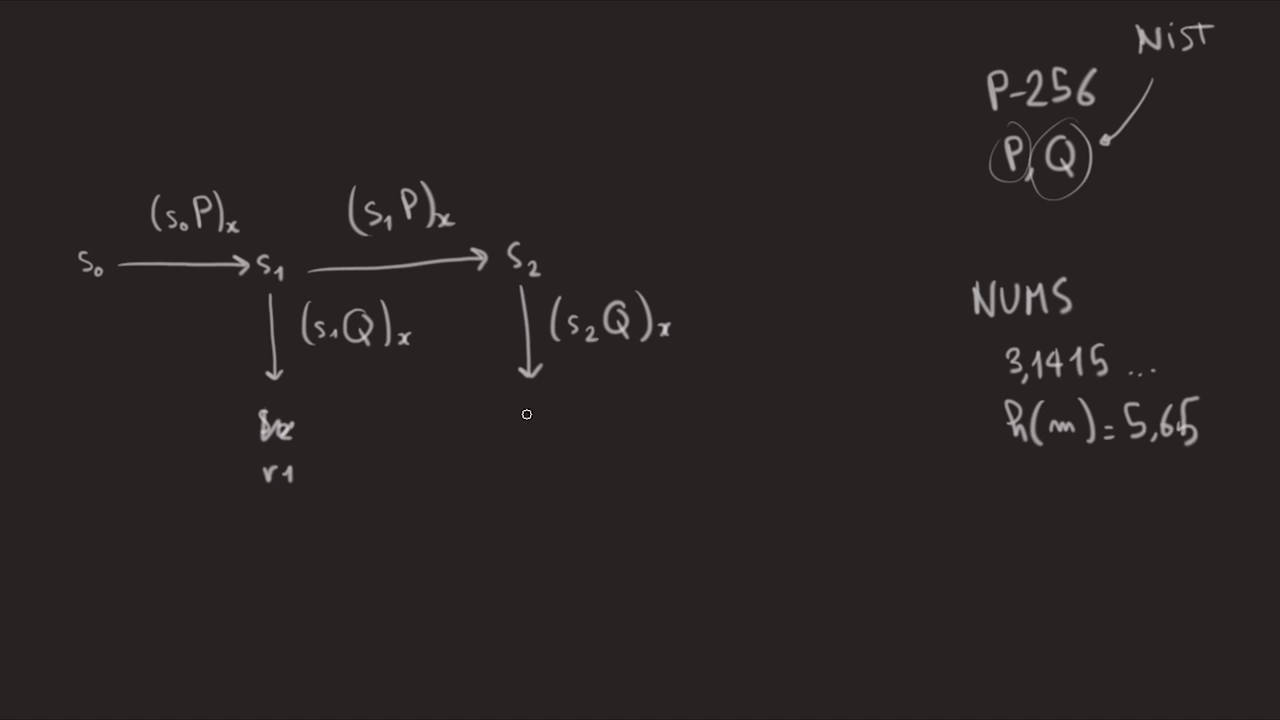 Nist
P-256
P, Q
(s₀P)ₓ
(s₁P)ₓ
s₀
s₁
s₂
(s₁Q)ₓ
(s₂Q)ₓ
r1
NUMS
3,1415 ...
h(m) = 5,65